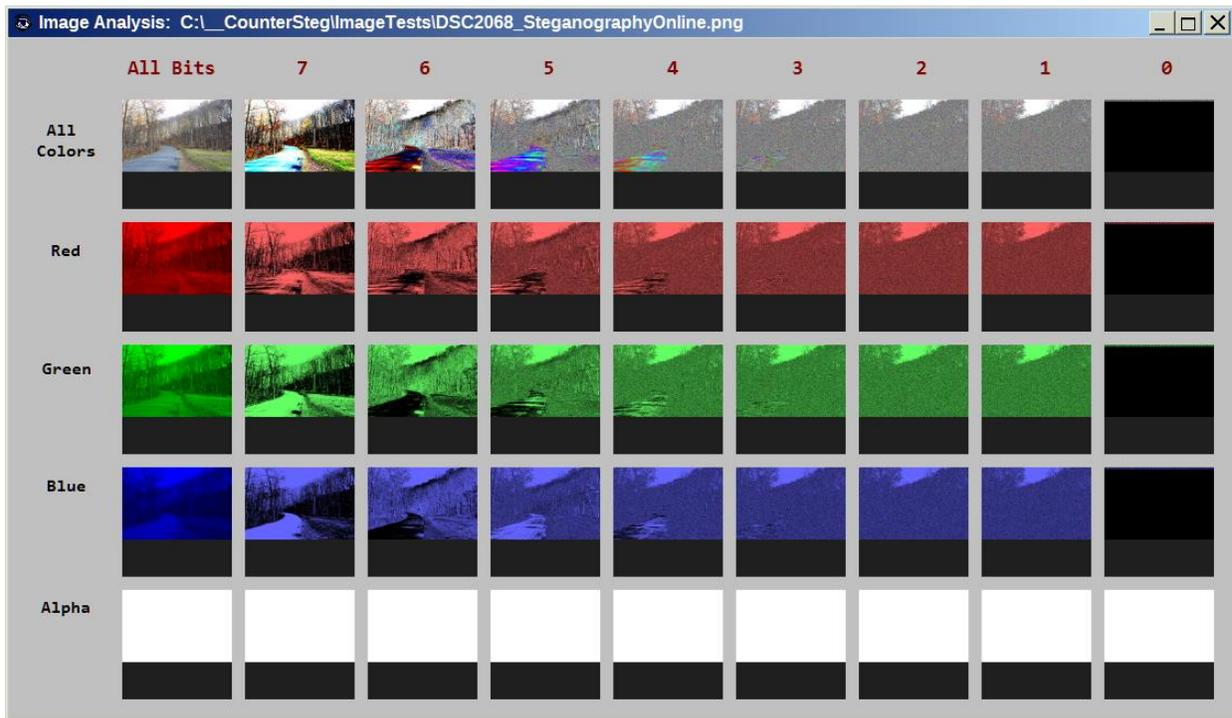 Image Analysis:  C:\__CounterSteg\ImageTests\DSC2068_SteganographyOnline.png
All Bits 7 6 5 4 3 2 1 0
All
Colors
Red
Green
Blue
Alpha